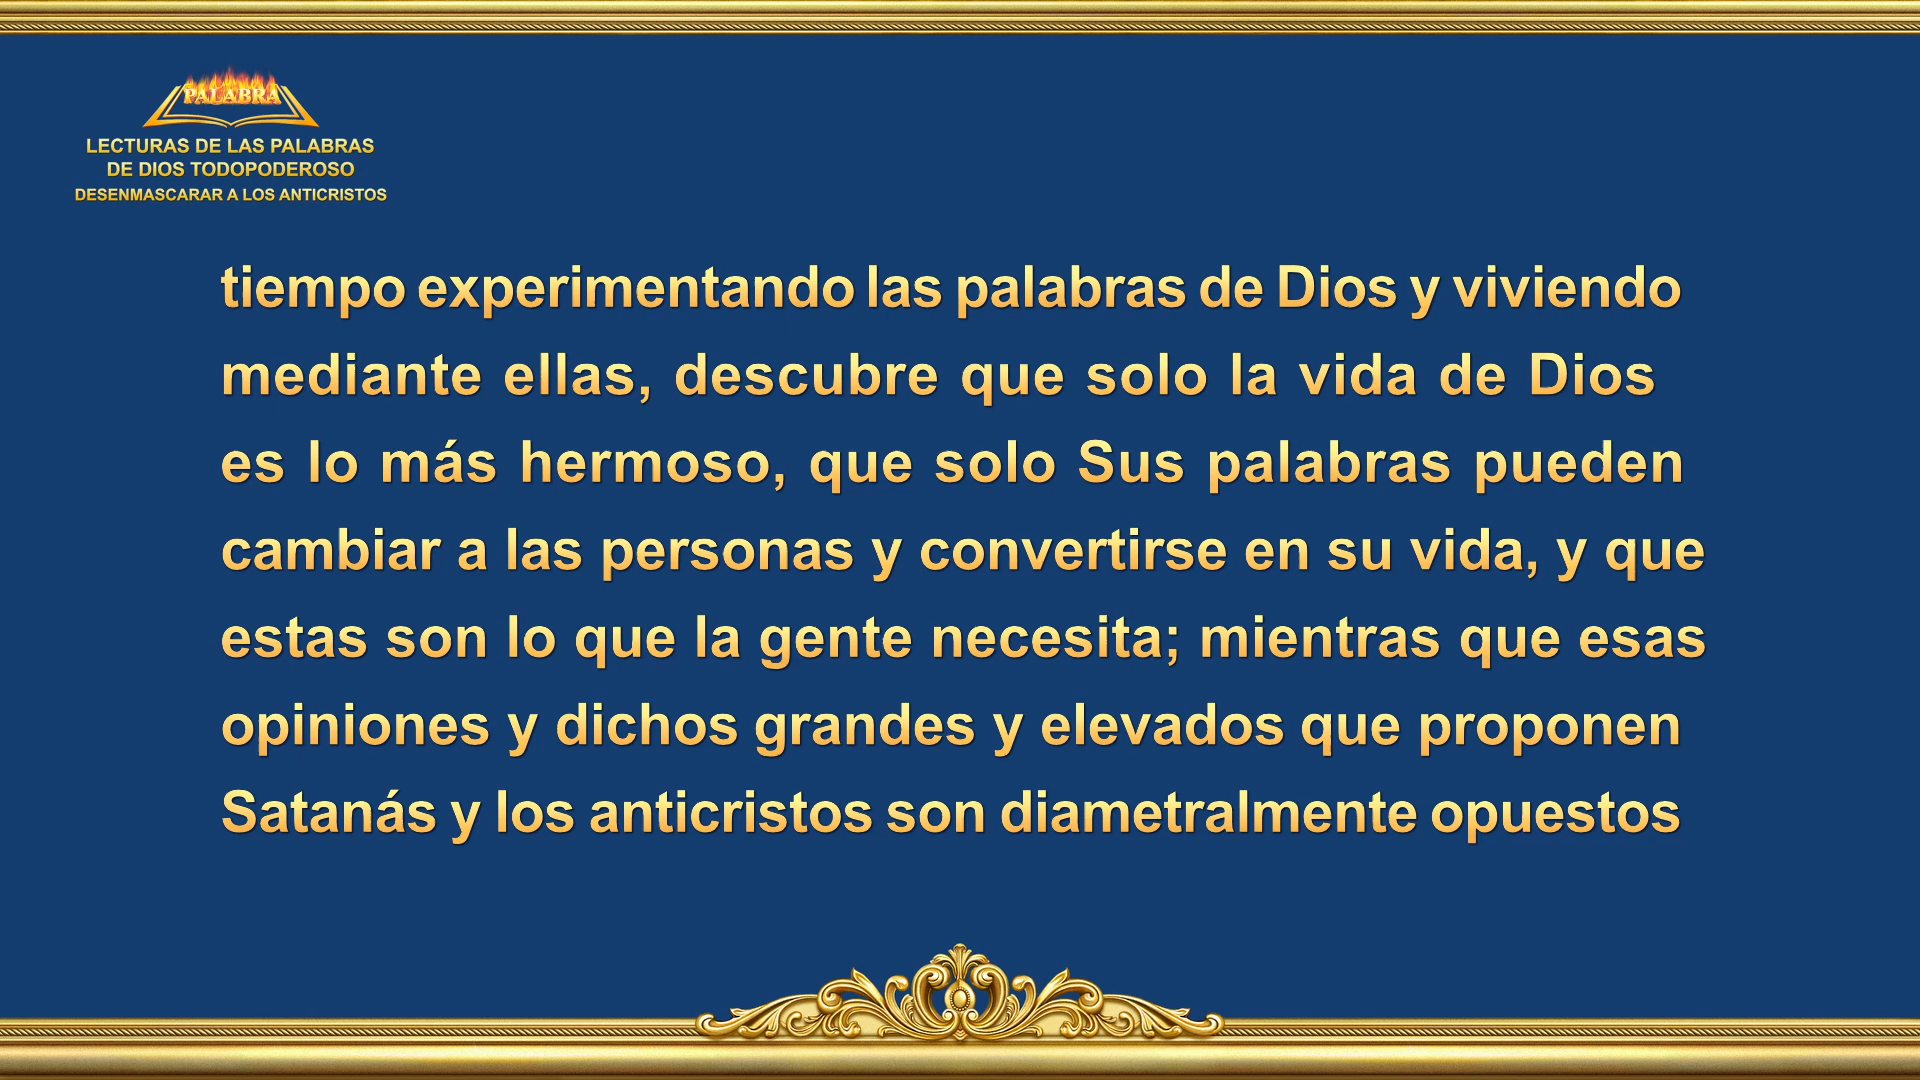 PALABRA
LECTURAS DE LAS PALABRAS
DE DIOS TODOPODEROSO
DESENMASCARAR A LOS ANTICRISTOS
tiempo experimentando las palabras de Dios y viviendo
mediante ellas, descubre que solo la vida de Dios
es lo más hermoso, que solo Sus palabras pueden
cambiar a las personas y convertirse en su vida, y que
estas son lo que la gente necesita; mientras que esas
opiniones y dichos grandes y elevados que proponen
Satanás y los anticristos son diametralmente opuestos